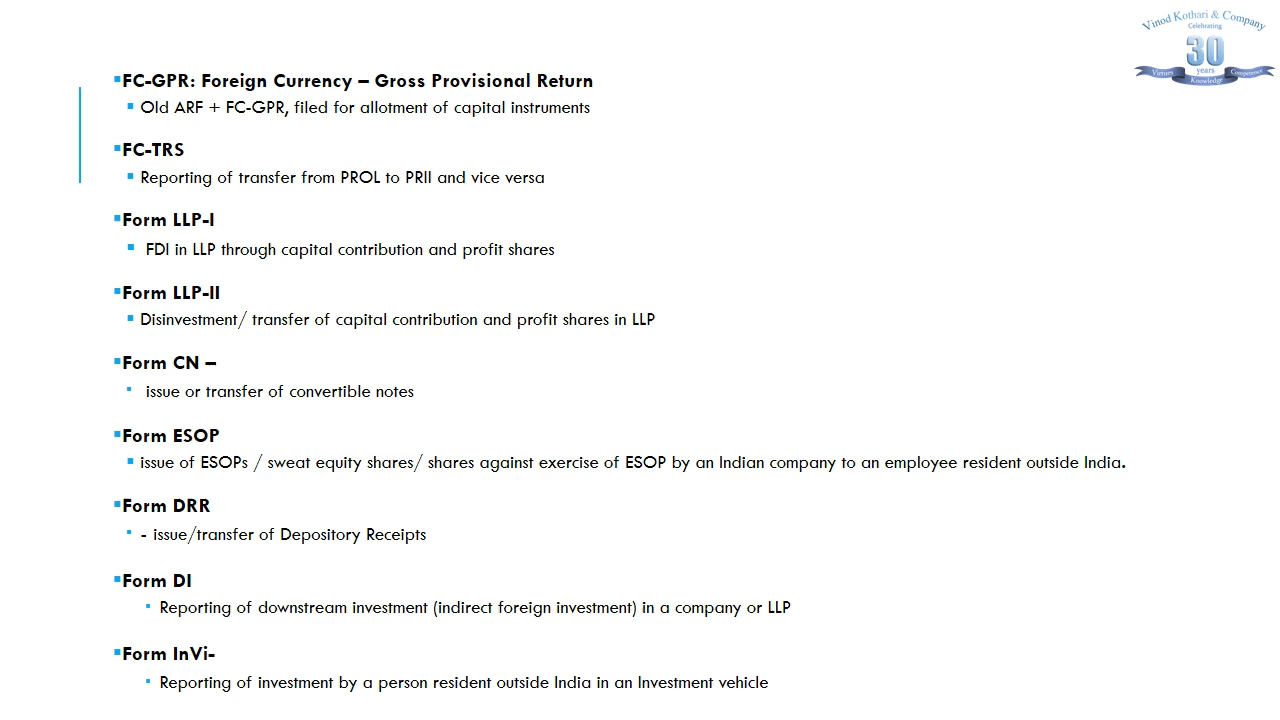 Vinod Kothari & Company
Celebrating
30
years
Virtues
Knowledge
Competence
▪FC-GPR: Foreign Currency – Gross Provisional Return
▪ Old ARF + FC-GPR, filed for allotment of capital instruments
▪FC-TRS
▪ Reporting of transfer from PROL to PRII and vice versa
▪Form LLP-I
▪ FDI in LLP through capital contribution and profit shares
▪Form LLP-II
▪ Disinvestment/ transfer of capital contribution and profit shares in LLP
▪Form CN –
▪ issue or transfer of convertible notes
▪Form ESOP
▪ issue of ESOPs / sweat equity shares/ shares against exercise of ESOP by an Indian company to an employee resident outside India.
▪Form DRR
▪ - issue/transfer of Depository Receipts
▪Form DI
▪ Reporting of downstream investment (indirect foreign investment) in a company or LLP
▪Form InVi-
▪ Reporting of investment by a person resident outside India in an Investment vehicle